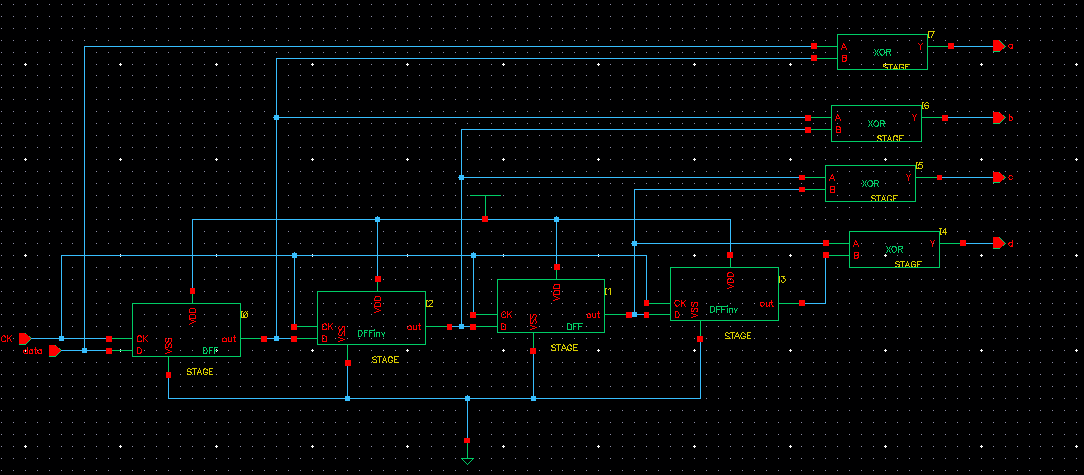 I7
A XOR Y a
B
STAGE
I6
A XOR Y b
B
STAGE
I5
A XOR Y
B
STAGE
I4
A XOR Y d
B
STAGE
CK
data
VDD
I0
CK out
D VSS DFF
STAGE
VDD
I2
CK out
D VSS DFFinv
STAGE
VDD
I1
CK out
D VSS DFF
STAGE
VDD
I3
CK out
D VSS DFFinv
STAGE